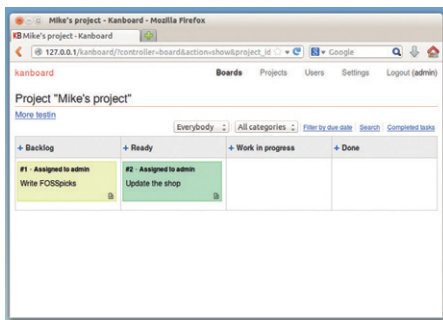 Mike's project - Kanboard - Mozilla Firefox
KB Mike's project - Kanboard
127.0.0.1/kanboard/?controller=board&action=show&project_id
Google
kanboard Boards Projects Users Settings Logout (admin)
Project "Mike's project"
More testin
Everybody All categories Filter by due date Search Completed tasks
+ Backlog + Ready + Work in progress + Done
#1 - Assigned to admin #2 - Assigned to admin
Write FOSSpicks Update the shop